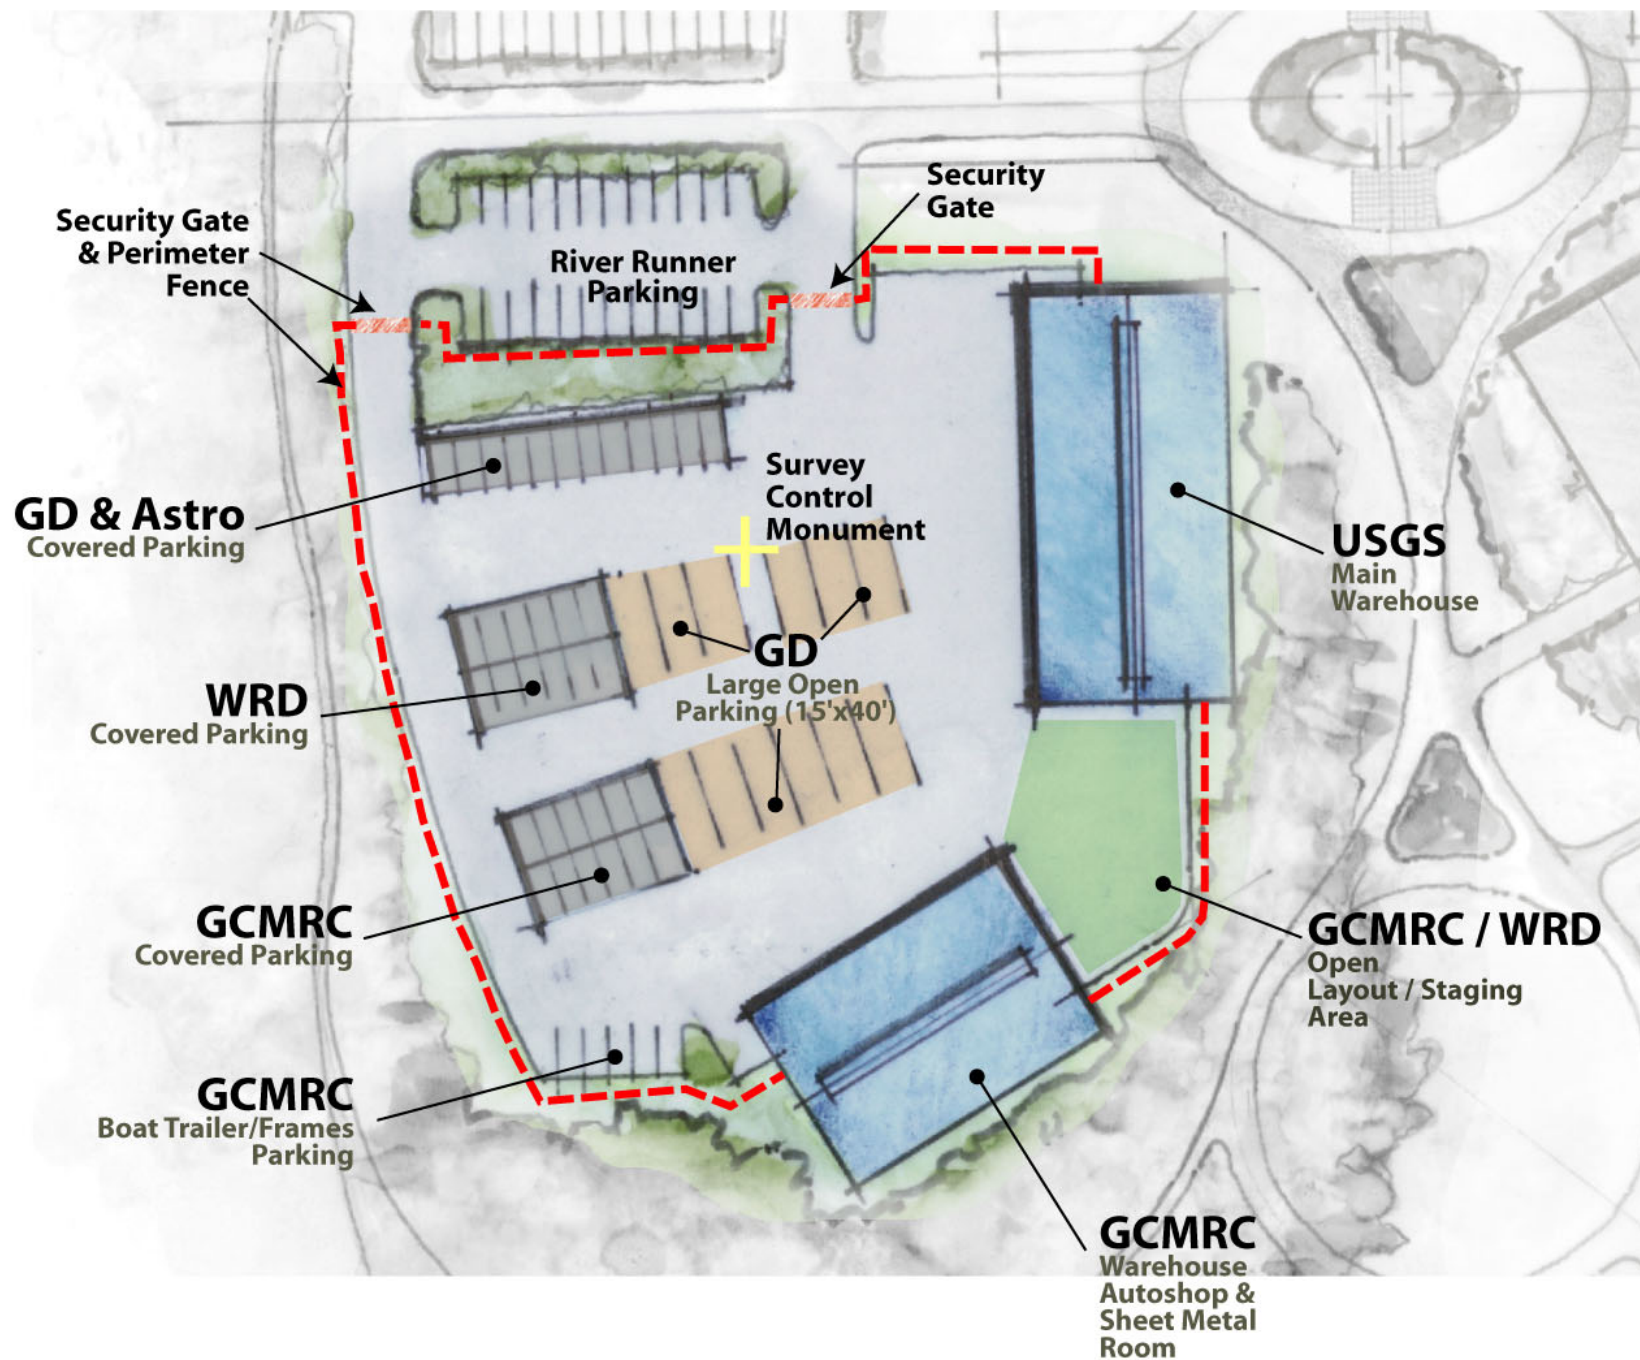 Security
Gate
Security Gate
& Perimeter
Fence
River Runner
Parking
Survey
Control
Monument
GD & Astro
Covered Parking
USGS
Main
Warehouse
GD
Large Open
Parking (15'x40')
WRD
Covered Parking
GCMRC
Covered Parking
GCMRC / WRD
Open
Layout / Staging
Area
GCMRC
Boat Trailer/Frames
Parking
GCMRC
Warehouse
Autoshop &
Sheet Metal
Room